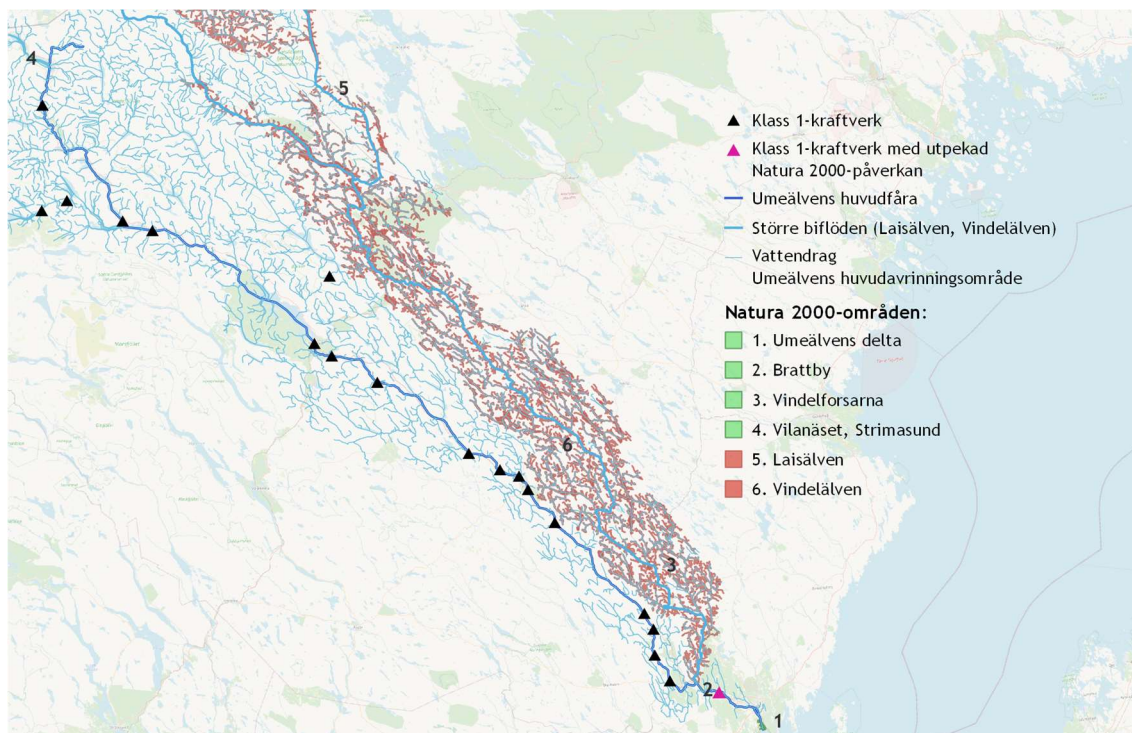 4
5
Klass 1-kraftverk
Klass 1-kraftverk med utpekad
Natura 2000-påverkan
Umeälvens huvudfåra
Större biflöden (Laisälven, Vindelälven)
Vattendrag
Umeälvens huvudavrinningsområde
Natura 2000-områden:
1. Umeälvens delta
2. Brattby
3. Vindelforsarna
4. Vilanäset, Strimasund
5. Laisälven
6. Vindelälven
6
3
2
1